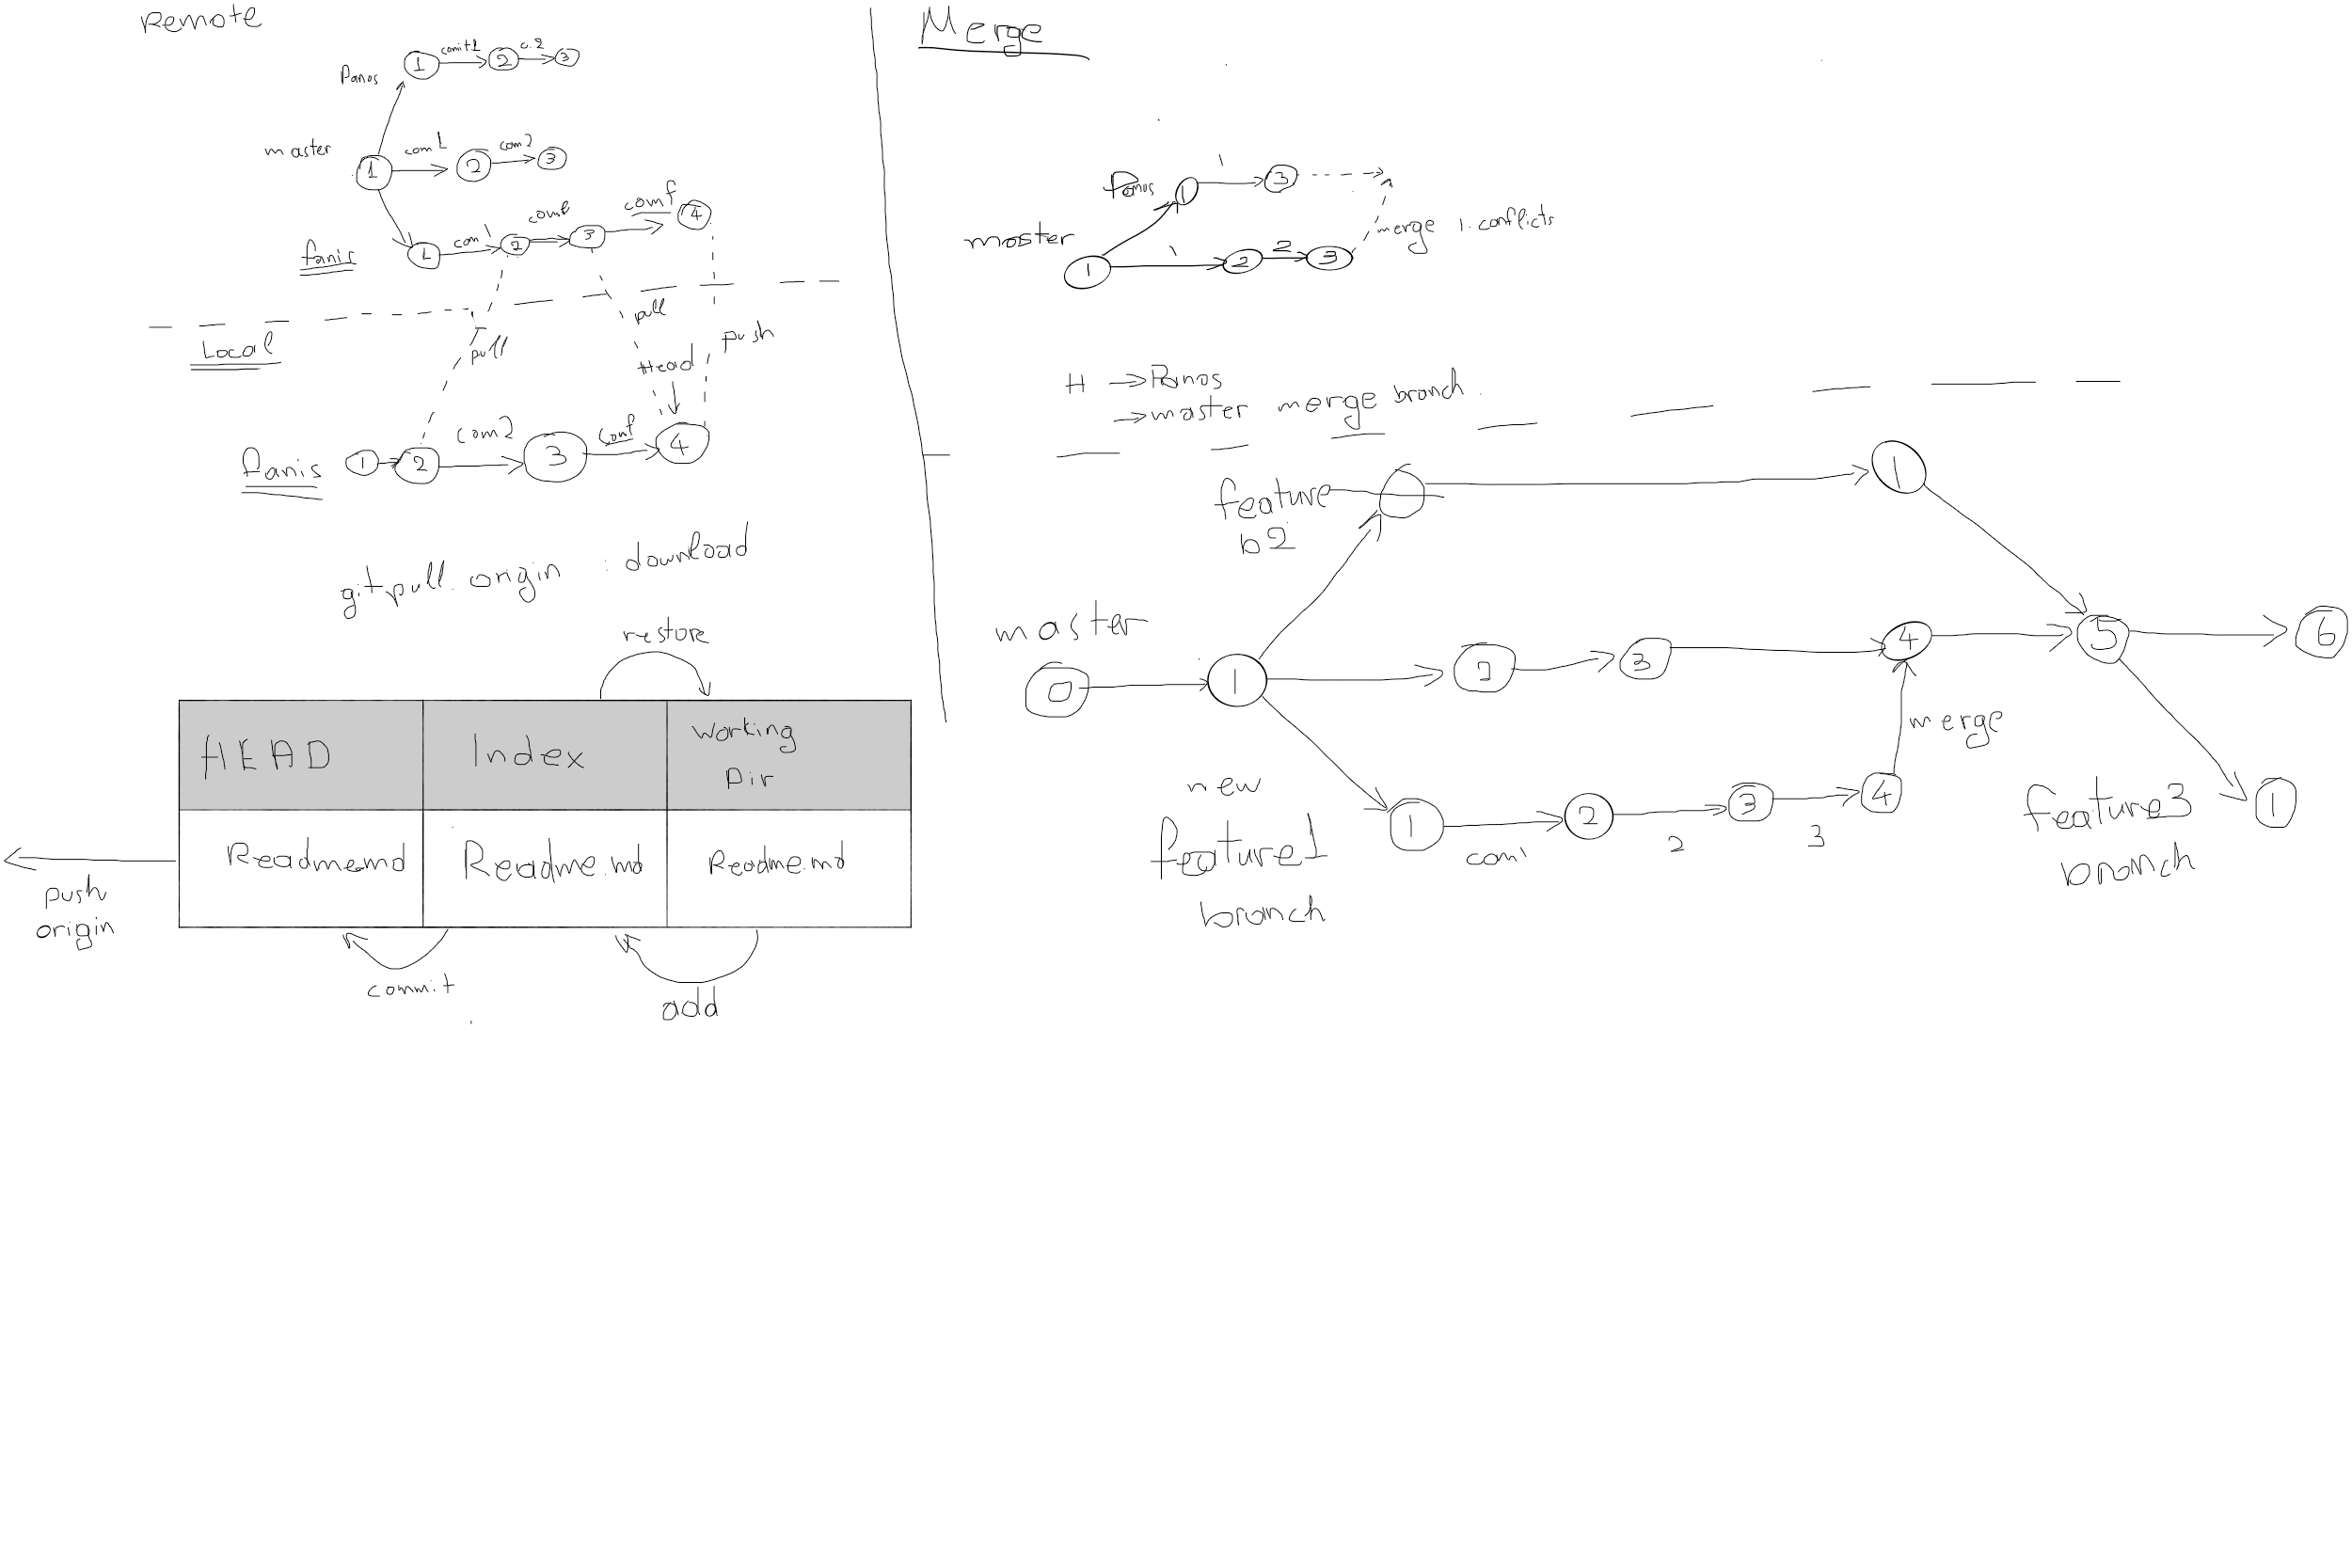 Remote
comit1
c.2
1
2
3
Panos
master
com1
com2
1
2
3
fanis
com1
comf
4
1
2
3
Local
pull
pull
push
Head
fanis
1
2
com2
3
conf
4
git pull origin : download
restore
HEAD
Index
Working
Dir
Readmemd
Readme.md
Readme.md
push
origin
commit
add
Merge
Panos
1
1
3
master
1
1
2
2
3
merge 1. conflicts
H → Panos
→ master merge branch
feature
b2
1
master
0
1
2
3
4
5
6
merge
new
feature1
branch
1
com1
2
2
3
3
4
feature3
branch
1